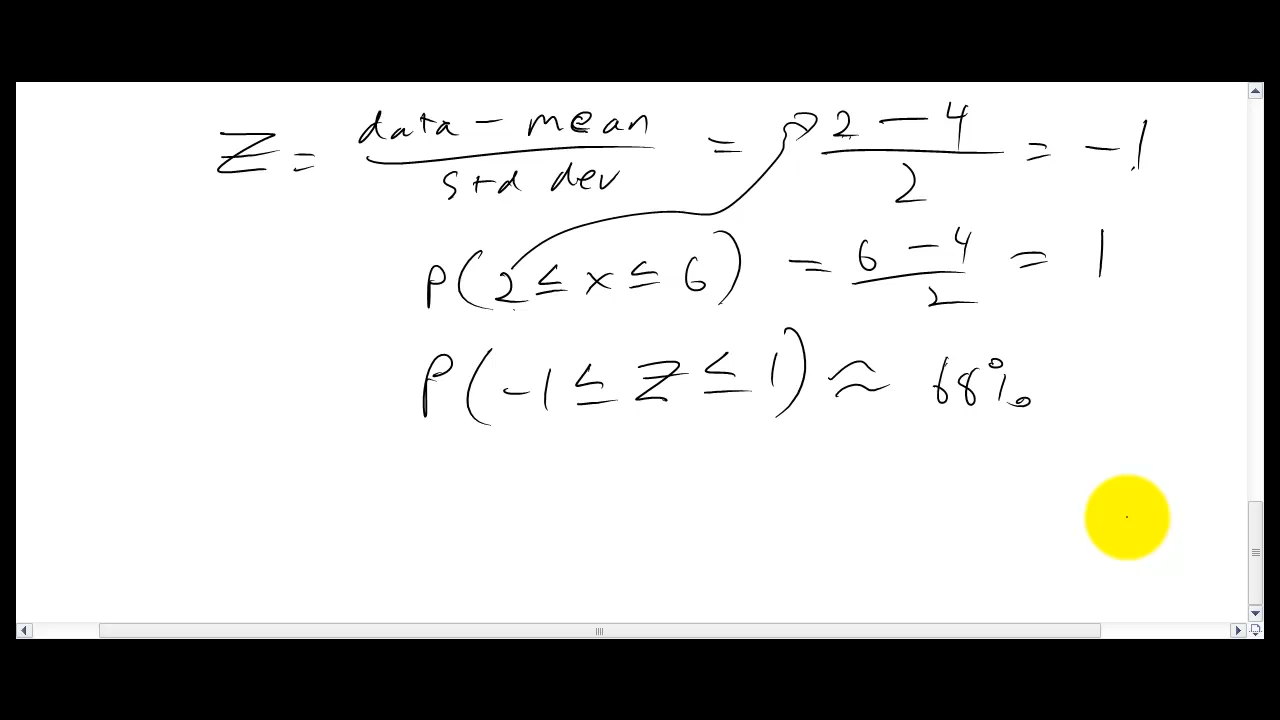 Z = data - mean / std dev = 2 - 4 / 2 = -1
P(2 ≤ x ≤ 6) = 6 - 4 / 2 = 1
P(-1 ≤ Z ≤ 1) ≈ 68%